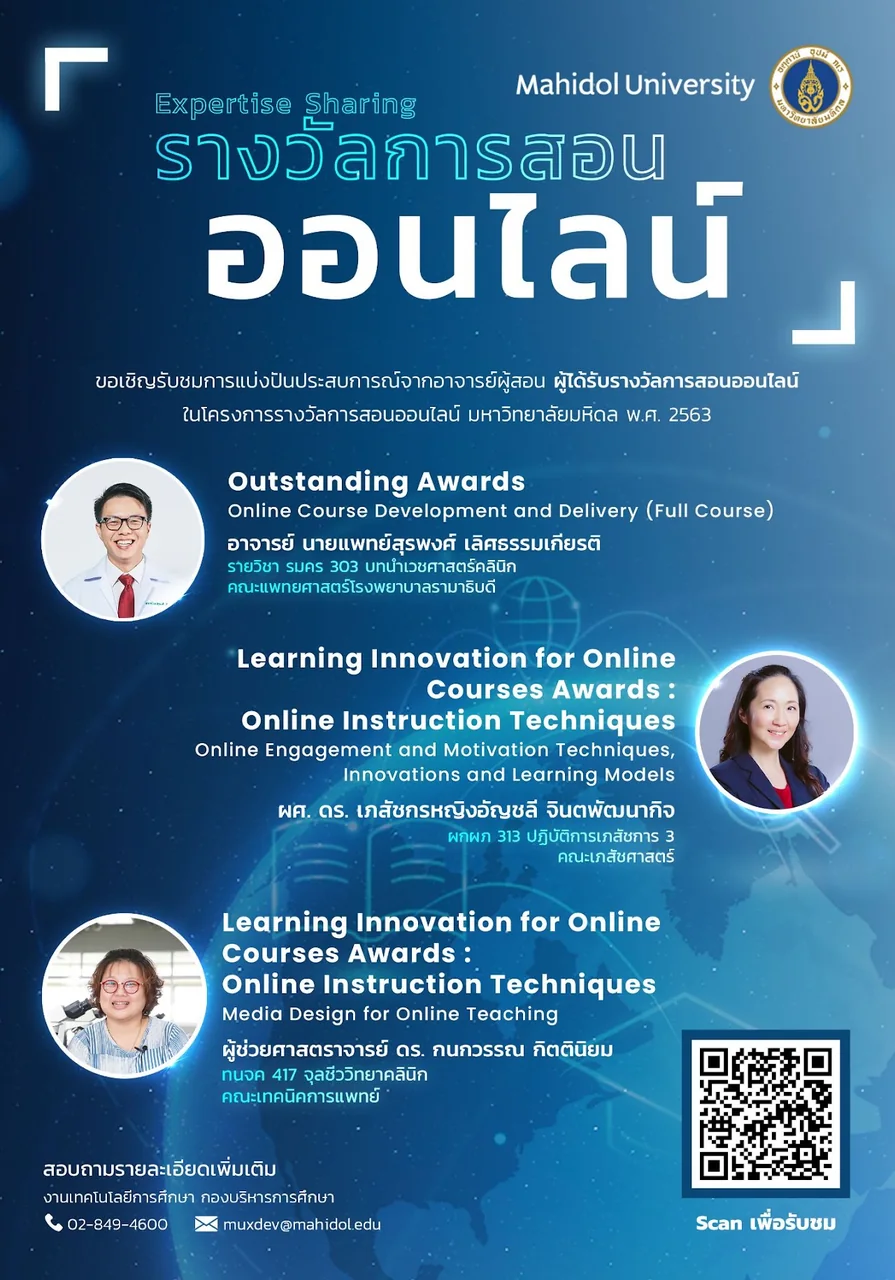 Mahidol University
Expertise Sharing
รางวัลการสอน
ออนไลน์
ขอเชิญรับชมการแบ่งปันประสบการณ์จากอาจารย์ผู้สอน ผู้ได้รับรางวัลการสอนออนไลน์
ในโครงการรางวัลการสอนออนไลน์ มหาวิทยาลัยมหิดล พ.ศ. 2563
Outstanding Awards
Online Course Development and Delivery (Full Course)
อาจารย์ นายแพทย์สุรพงศ์ เลิศธรรมเกียรติ
รายวิชา รมคร 303 บทนำเวชศาสตร์คลินิก
คณะแพทยศาสตร์โรงพยาบาลรามาธิบดี
Learning Innovation for Online
Courses Awards :
Online Instruction Techniques
Online Engagement and Motivation Techniques,
Innovations and Learning Models
ผศ. ดร. เภสัชกรหญิงอัญชลี จินตพัฒนากิจ
ผกผภ 313 ปฏิบัติการเภสัชการ 3
คณะเภสัชศาสตร์
Learning Innovation for Online
Courses Awards :
Online Instruction Techniques
Media Design for Online Teaching
ผู้ช่วยศาสตราจารย์ ดร. กนกวรรณ กิตตินิยม
ทนจค 417 จุลชีววิทยาคลินิก
คณะเทคนิคการแพทย์
สอบถามรายละเอียดเพิ่มเติม
งานเทคโนโลยีการศึกษา กองบริหารการศึกษา
02-849-4600 muxdev@mahidol.edu
Scan เพื่อรับชม